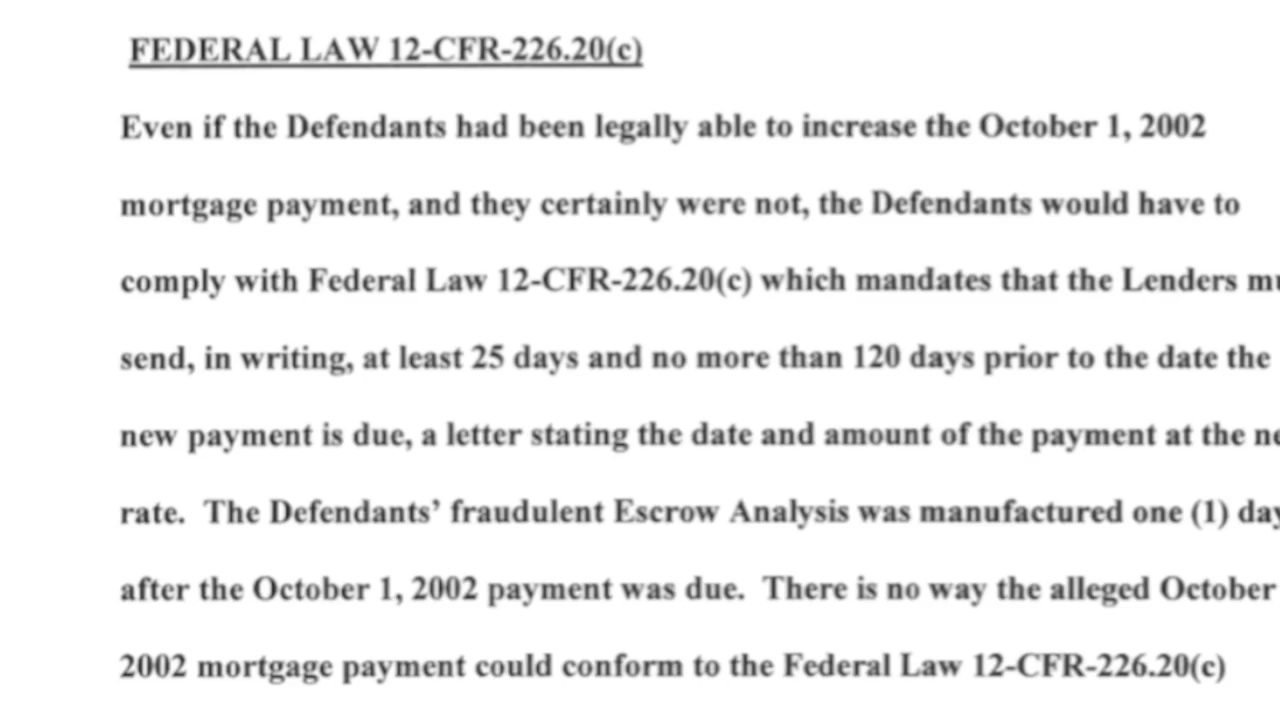 FEDERAL LAW 12-CFR-226.20(c)
Even if the Defendants had been legally able to increase the October 1, 2002
mortgage payment, and they certainly were not, the Defendants would have to
comply with Federal Law 12-CFR-226.20(c) which mandates that the Lenders
send, in writing, at least 25 days and no more than 120 days prior to the date the
new payment is due, a letter stating the date and amount of the payment at the
rate. The Defendants’ fraudulent Escrow Analysis was manufactured one (1) day
after the October 1, 2002 payment was due. There is no way the alleged October
2002 mortgage payment could conform to the Federal Law 12-CFR-226.20(c)